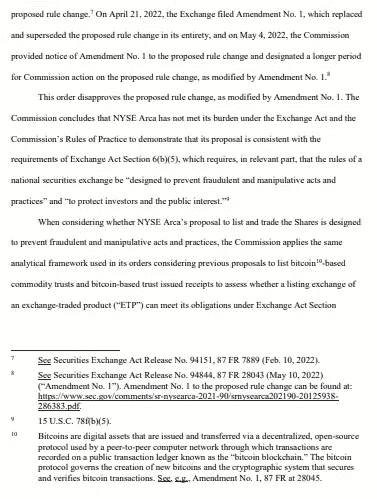 proposed rule change.7 On April 21, 2022, the Exchange filed Amendment No. 1, which replaced
and superseded the proposed rule change in its entirety, and on May 4, 2022, the Commission
provided notice of Amendment No. 1 to the proposed rule change and designated a longer period
for Commission action on the proposed rule change, as modified by Amendment No. 1.8
This order disapproves the proposed rule change, as modified by Amendment No. 1. The
Commission concludes that NYSE Arca has not met its burden under the Exchange Act and the
Commission's Rules of Practice to demonstrate that its proposal is consistent with the
requirements of Exchange Act Section 6(b)(5), which requires, in relevant part, that the rules of a
national securities exchange be “designed to prevent fraudulent and manipulative acts and
practices” and “to protect investors and the public interest.”9
When considering whether NYSE Arca's proposal to list and trade the Shares is designed
to prevent fraudulent and manipulative acts and practices, the Commission applies the same
analytical framework used in its orders considering previous proposals to list bitcoin10-based
commodity trusts and bitcoin-based trust issued receipts to assess whether a listing exchange of
an exchange-traded product (“ETP”) can meet its obligations under Exchange Act Section
7 See Securities Exchange Act Release No. 94151, 87 FR 7889 (Feb. 10, 2022).
8 See Securities Exchange Act Release No. 94844, 87 FR 28043 (May 10, 2022)
(“Amendment No. 1”). Amendment No. 1 to the proposed rule change can be found at:
https://www.sec.gov/comments/sr-nysearca-2021-90/srnysearca202190-20125938-
286383.pdf.
9 15 U.S.C. 78f(b)(5).
10 Bitcoins are digital assets that are issued and transferred via a decentralized, open-source
protocol used by a peer-to-peer computer network through which transactions are
recorded on a public transaction ledger known as the “bitcoin blockchain.” The bitcoin
protocol governs the creation of new bitcoins and the cryptographic system that secures
and verifies bitcoin transactions. See, e.g., Amendment No. 1, 87 FR at 28045.